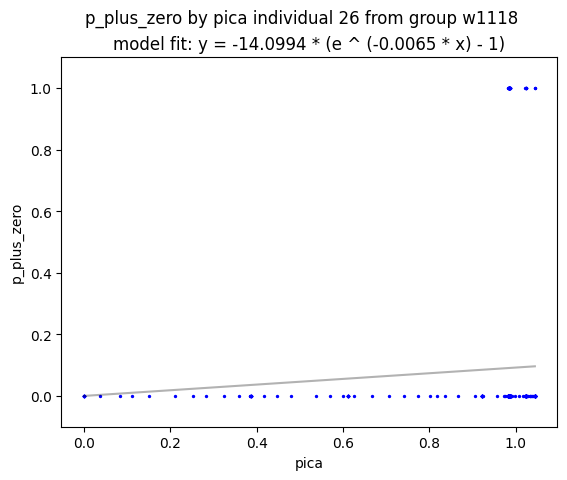 p_plus_zero by pica individual 26 from group w1118
model fit: y = -14.0994 * (e ^ (-0.0065 * x) - 1)
1.0
0.8
0.6
0.4
0.2
0.0
p_plus_zero
0.0 0.2 0.4 0.6 0.8 1.0
pica